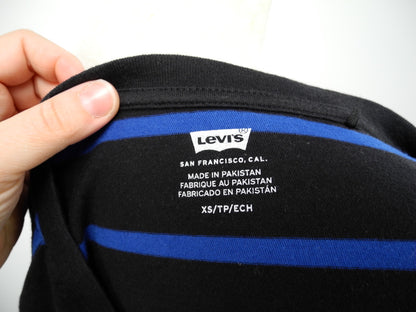 Levi's
SAN FRANCISCO, CAL.
MADE IN PAKISTAN
FABRIQUE AU PAKISTAN
FABRICADO EN PAKISTÁN
XS/TP/ECH